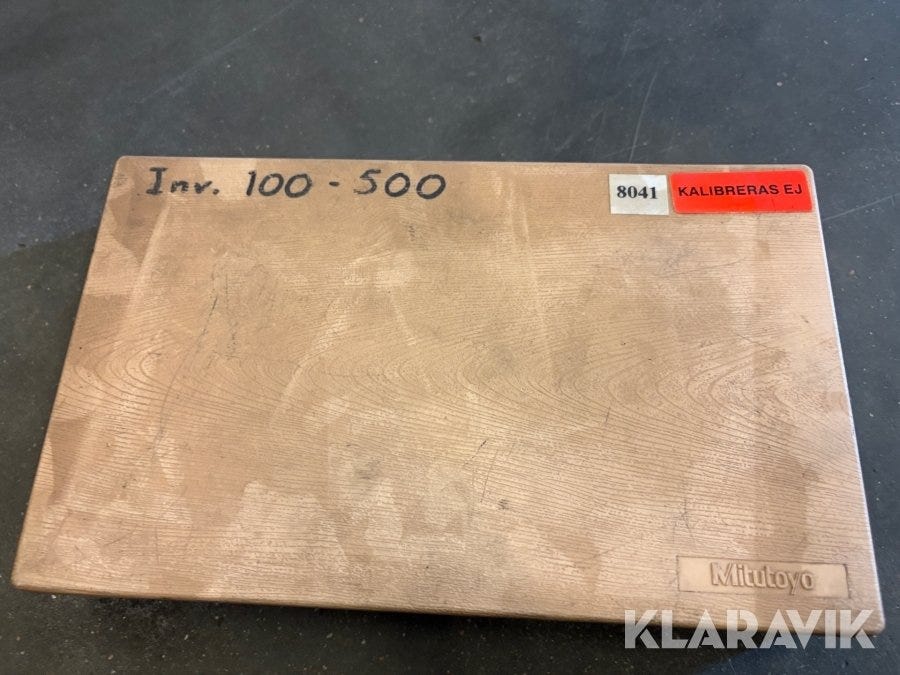 Inv. 100-500
8041
KALIBRERAS EJ
Mitutoyo
KLARAVIK